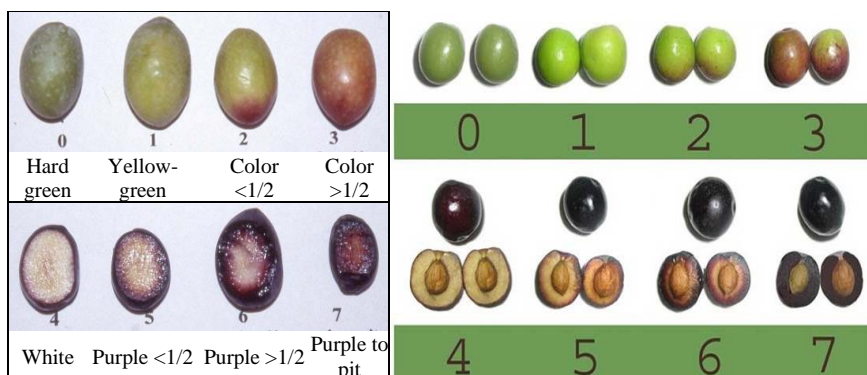 0 1 2 3
Hard green Yellow-green Color <1/2 Color >1/2
4 5 6 7
White Purple <1/2 Purple >1/2 Purple to pit
0 1 2 3
4 5 6 7